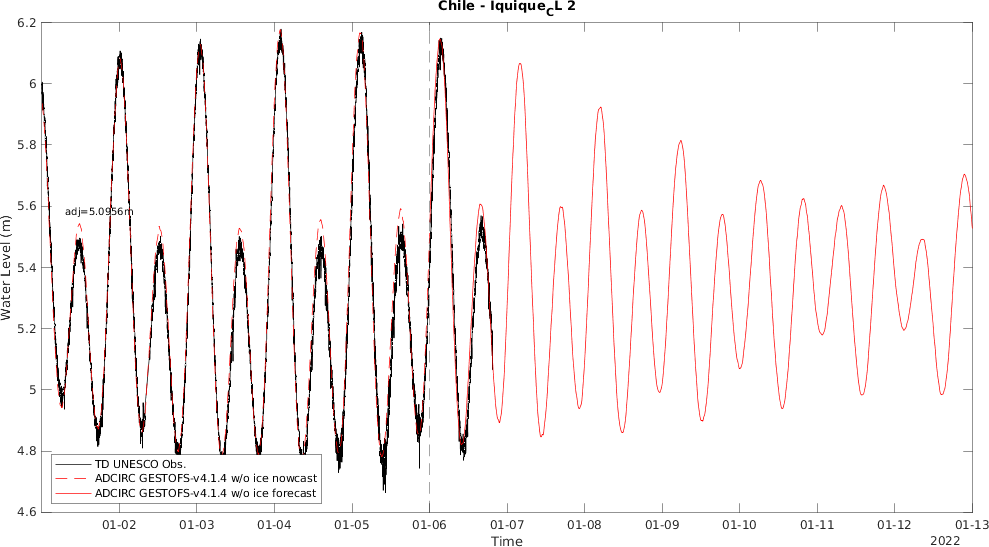 Chile - IquiqueCL 2
6.2
6
5.8
5.6
5.4
5.2
5
4.8
4.6
Water Level (m)
adj=5.0956m
TD UNESCO Obs.
ADCIRC GESTOFS-v4.1.4 w/o ice nowcast
ADCIRC GESTOFS-v4.1.4 w/o ice forecast
01-02 01-03 01-04 01-05 01-06 01-07 01-08 01-09 01-10 01-11 01-12 01-13
Time
2022